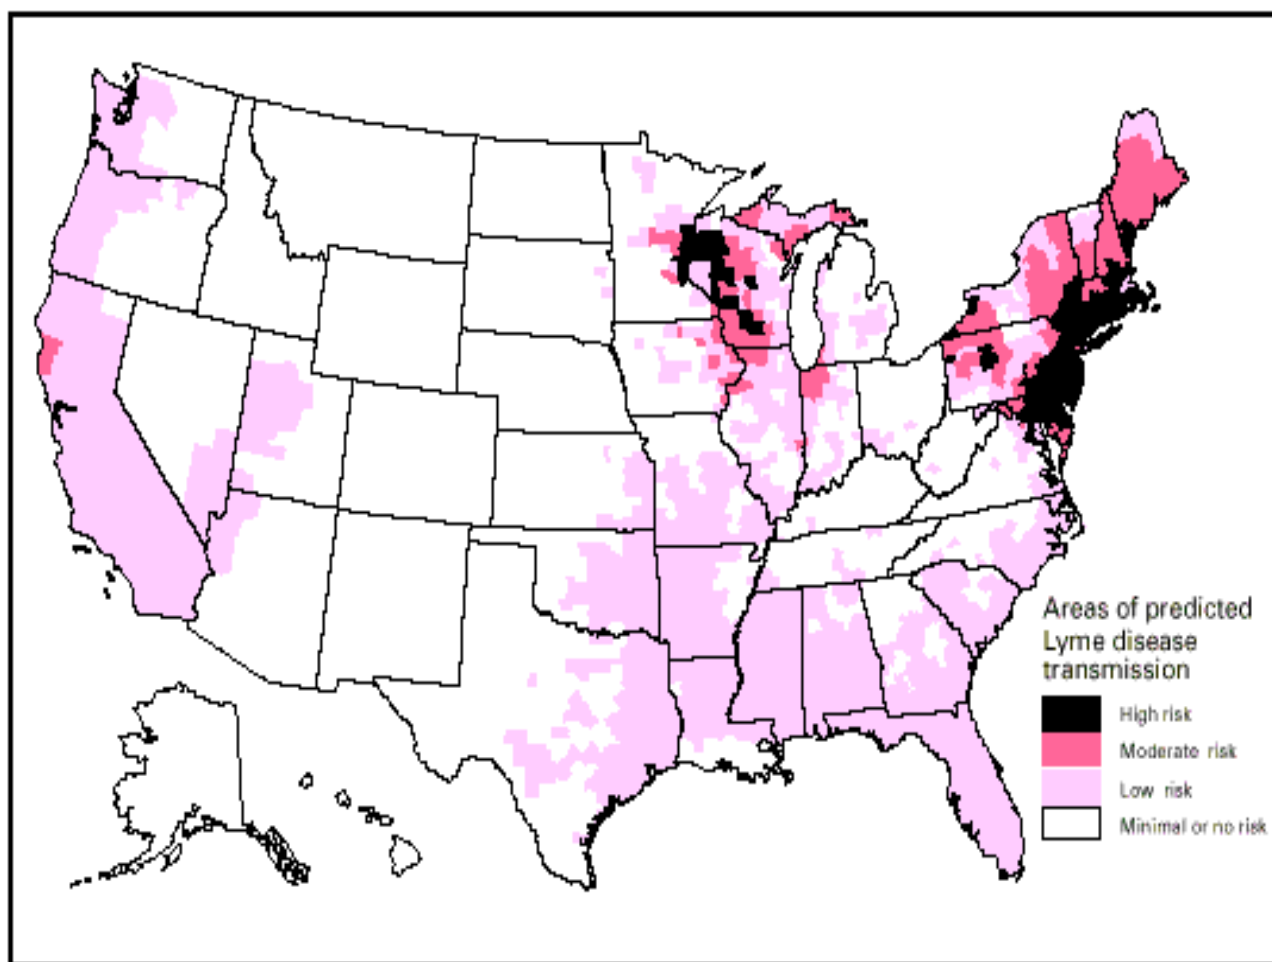 Areas of predicted
Lyme disease
transmission
High risk
Moderate risk
Low risk
Minimal or no risk